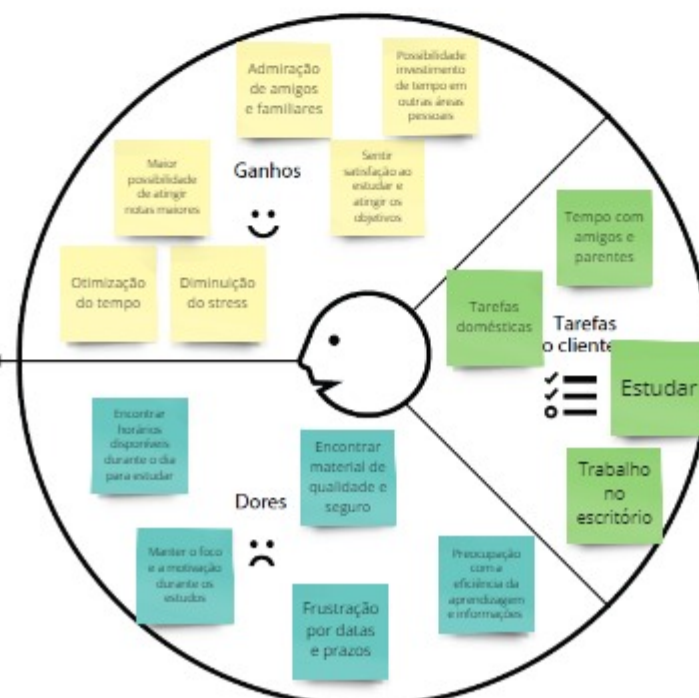 Admiração
de amigos
e familiares
Possibilidade
investimento
de tempo em
outras áreas
pessoais
Maior
possibilidade
de atingir
notas maiores
Ganhos
Sentir
satisfação ao
estudar e
atingir os
objetivos
Otimização
do tempo
Diminuição
do stress
Tempo com
amigos e
parentes
Tarefas
domésticas
Tarefas
o cliente
Estudar
Trabalho
no
escritório
Encontrar
horários
disponíveis
durante o dia
para estudar
Encontrar
material de
qualidade e
seguro
Dores
Manter o foco
e a motivação
durante os
estudos
Frustração
por datas
e prazos
Preocupação
com a
eficiência da
aprendizagem
e informações